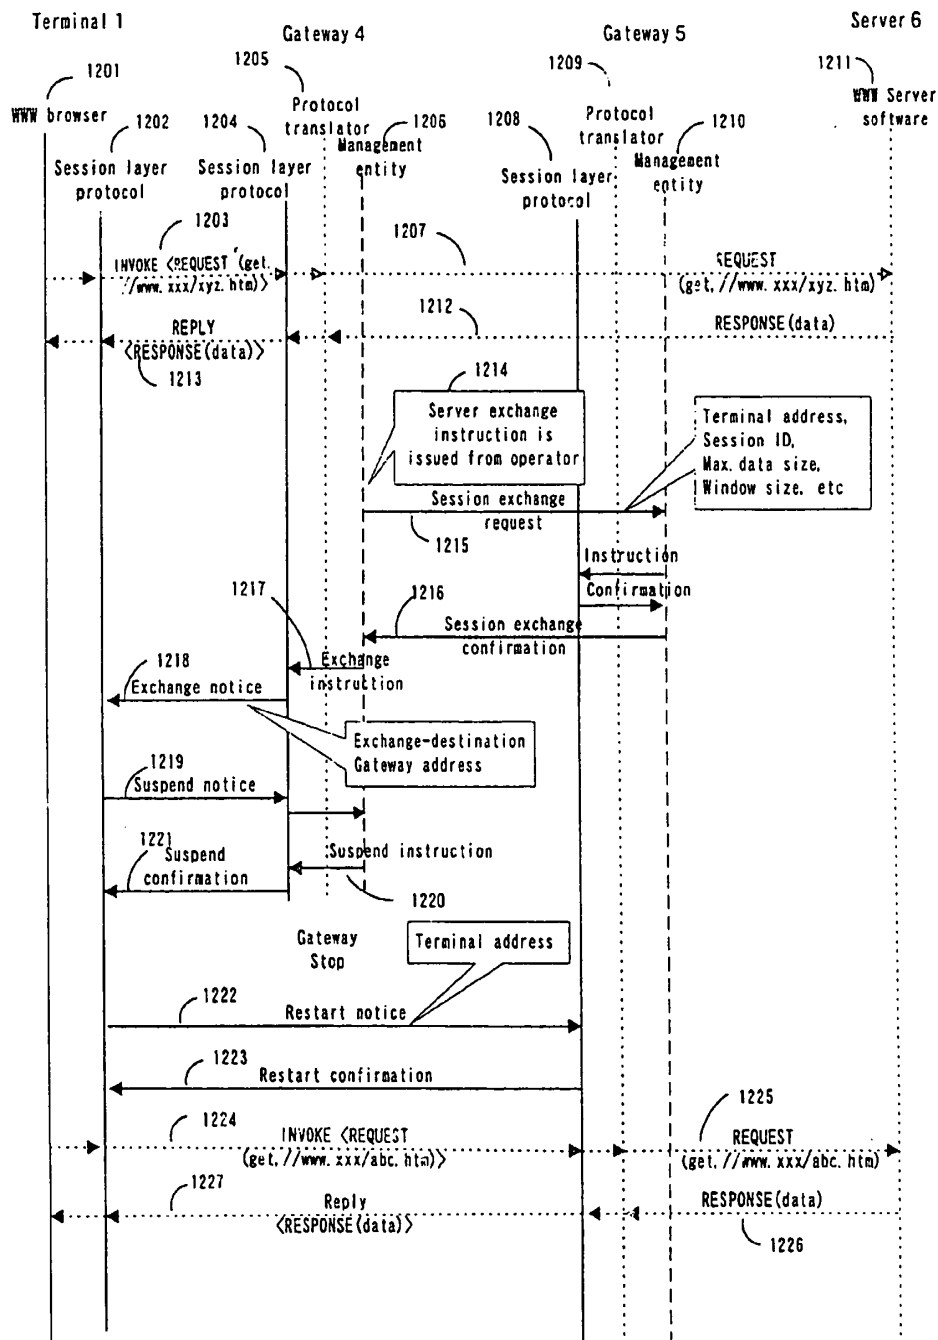 Terminal 1
Gateway 4
Gateway 5
Server 6
1201
1205
1209
1211
WWW browser
Protocol
translator
Protocol
translator
WWW Server
software
1202
1204
1206
1208
1210
Session layer
protocol
Session layer
protocol
Management
entity
Session layer
protocol
Management
entity
1203
1207
INVOKE <REQUEST (get.
//www.xxx/xyz.htm)>
REQUEST
(get.//www.xxx/xyz.htm)
1212
REPLY
<RESPONSE(data)>
RESPONSE(data)
1213
1214
Server exchange
instruction is
issued from operator
Terminal address,
Session ID,
Max. data size,
Window size, etc
Session exchange
request
1215
Instruction
Confirmation
1217
1216
Session exchange
confirmation
Exchange
instruction
1218
Exchange notice
Exchange-destination
Gateway address
1219
Suspend notice
1221
Suspend
confirmation
Suspend instruction
1220
Gateway
Stop
Terminal address
1222
Restart notice
1223
Restart confirmation
1224
1225
INVOKE <REQUEST
(get.//www.xxx/abc.htm)>
REQUEST
(get.//www.xxx/abc.htm)
1227
Reply
<RESPONSE(data)>
RESPONSE(data)
1226